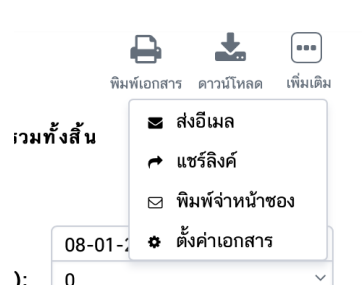 พิมพ์เอกสาร ดาวน์โหลด เพิ่มเติม
รวมทั้งสิ้น
ส่งอีเมล
แชร์ลิงค์
พิมพ์จ่าหน้าซอง
ตั้งค่าเอกสาร
08-01-2
): 0